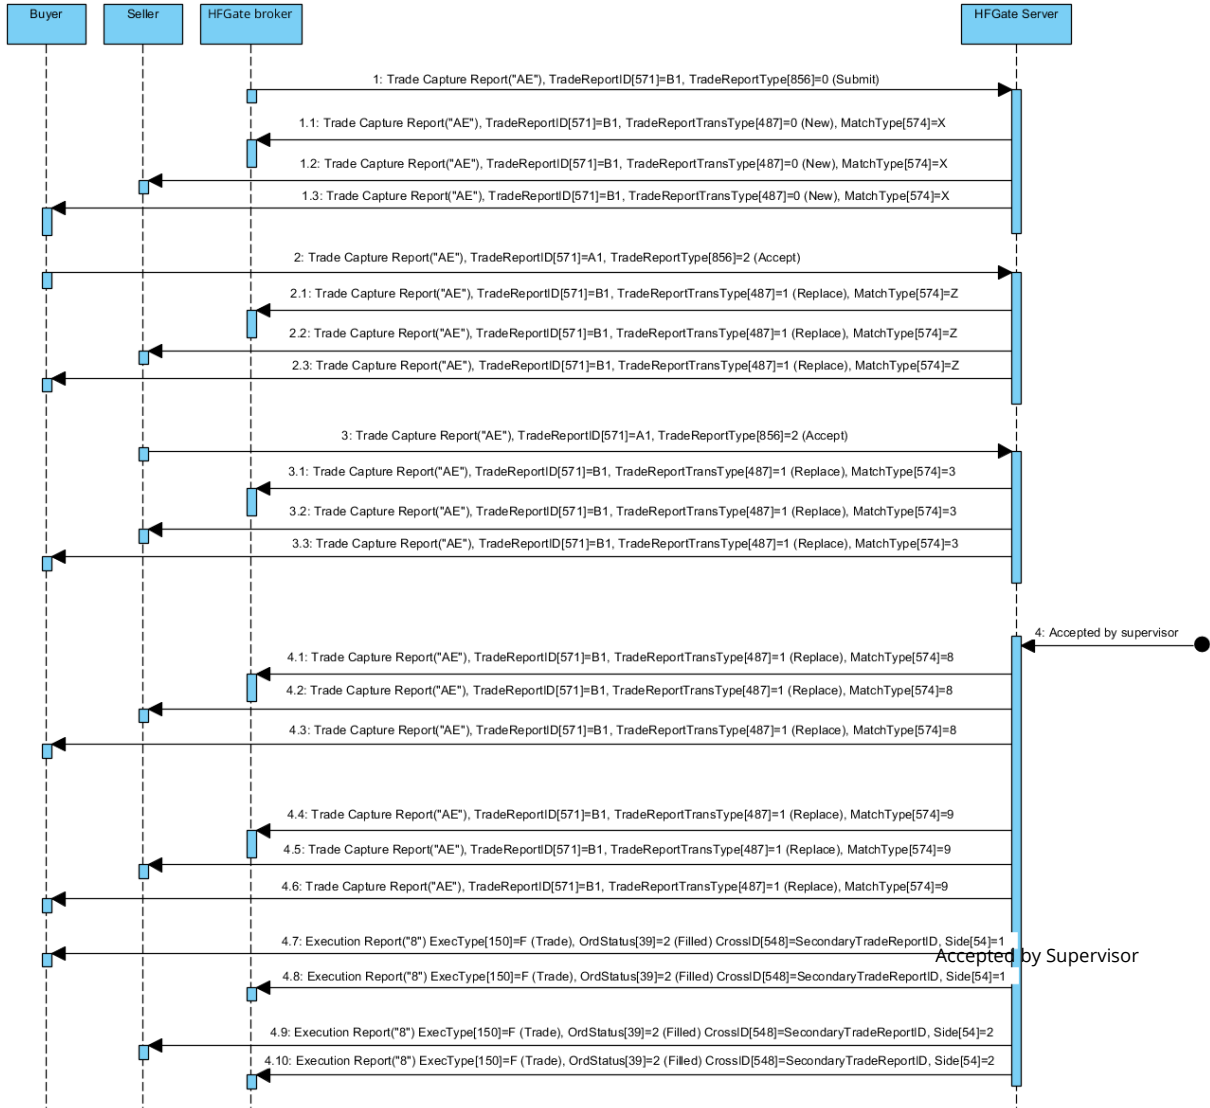 Buyer
Seller
HFGate broker
HFGate Server
1: Trade Capture Report("AE"), TradeReportID[571]=B1, TradeReportType[856]=0 (Submit)
1.1: Trade Capture Report("AE"), TradeReportID[571]=B1, TradeReportTransType[487]=0 (New), MatchType[574]=X
1.2: Trade Capture Report("AE"), TradeReportID[571]=B1, TradeReportTransType[487]=0 (New), MatchType[574]=X
1.3: Trade Capture Report("AE"), TradeReportID[571]=B1, TradeReportTransType[487]=0 (New), MatchType[574]=X
2: Trade Capture Report("AE"), TradeReportID[571]=A1, TradeReportType[856]=2 (Accept)
2.1: Trade Capture Report("AE"), TradeReportID[571]=B1, TradeReportTransType[487]=1 (Replace), MatchType[574]=Z
2.2: Trade Capture Report("AE"), TradeReportID[571]=B1, TradeReportTransType[487]=1 (Replace), MatchType[574]=Z
2.3: Trade Capture Report("AE"), TradeReportID[571]=B1, TradeReportTransType[487]=1 (Replace), MatchType[574]=Z
3: Trade Capture Report("AE"), TradeReportID[571]=A1, TradeReportType[856]=2 (Accept)
3.1: Trade Capture Report("AE"), TradeReportID[571]=B1, TradeReportTransType[487]=1 (Replace), MatchType[574]=3
3.2: Trade Capture Report("AE"), TradeReportID[571]=B1, TradeReportTransType[487]=1 (Replace), MatchType[574]=3
3.3: Trade Capture Report("AE"), TradeReportID[571]=B1, TradeReportTransType[487]=1 (Replace), MatchType[574]=3
4: Accepted by supervisor
4.1: Trade Capture Report("AE"), TradeReportID[571]=B1, TradeReportTransType[487]=1 (Replace), MatchType[574]=8
4.2: Trade Capture Report("AE"), TradeReportID[571]=B1, TradeReportTransType[487]=1 (Replace), MatchType[574]=8
4.3: Trade Capture Report("AE"), TradeReportID[571]=B1, TradeReportTransType[487]=1 (Replace), MatchType[574]=8
4.4: Trade Capture Report("AE"), TradeReportID[571]=B1, TradeReportTransType[487]=1 (Replace), MatchType[574]=9
4.5: Trade Capture Report("AE"), TradeReportID[571]=B1, TradeReportTransType[487]=1 (Replace), MatchType[574]=9
4.6: Trade Capture Report("AE"), TradeReportID[571]=B1, TradeReportTransType[487]=1 (Replace), MatchType[574]=9
4.7: Execution Report("8") ExecType[150]=F (Trade), OrdStatus[39]=2 (Filled) CrossID[548]=SecondaryTradeReportID, Side[54]=1
Accepted by Supervisor
4.8: Execution Report("8") ExecType[150]=F (Trade), OrdStatus[39]=2 (Filled) CrossID[548]=SecondaryTradeReportID, Side[54]=1
4.9: Execution Report("8") ExecType[150]=F (Trade), OrdStatus[39]=2 (Filled) CrossID[548]=SecondaryTradeReportID, Side[54]=2
4.10: Execution Report("8") ExecType[150]=F (Trade), OrdStatus[39]=2 (Filled) CrossID[548]=SecondaryTradeReportID, Side[54]=2